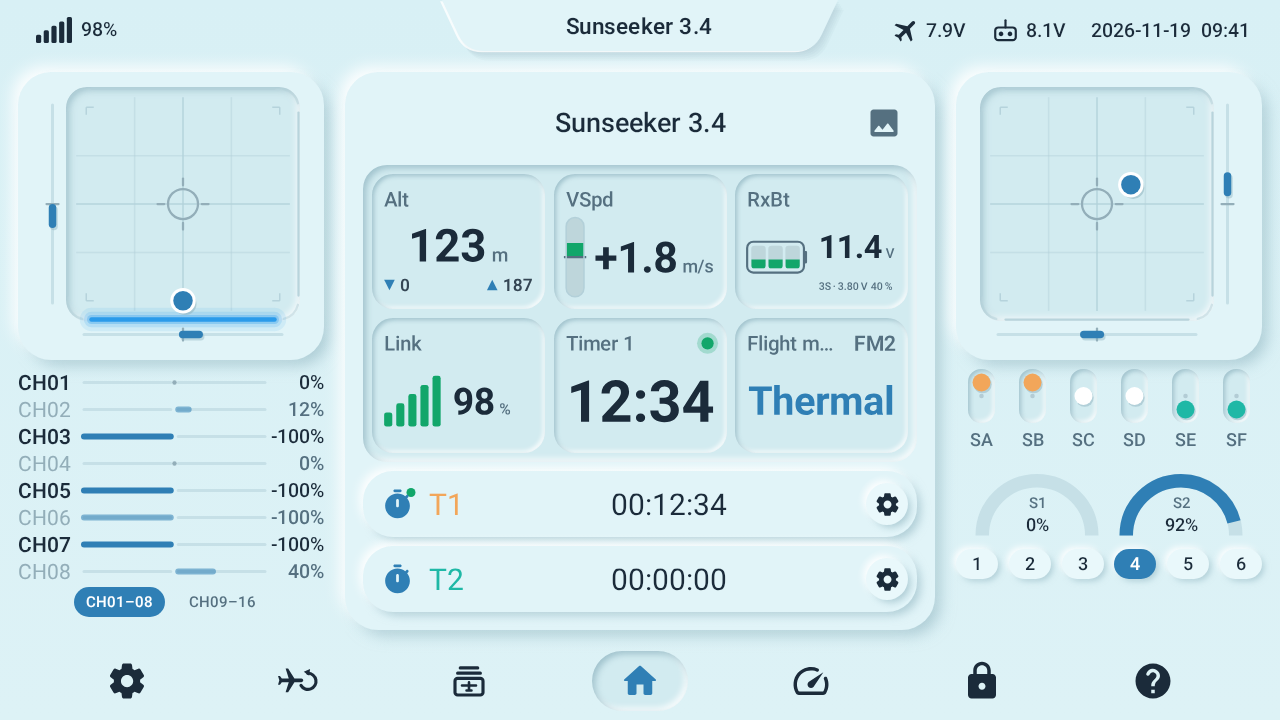 98%
Sunseeker 3.4
7.9V
8.1V
2026-11-19 09:41
Sunseeker 3.4
Alt
123 m
0
187
VSpd
+1.8 m/s
RxBt
11.4 V
3S · 3.80 V 40 %
Link
98 %
Timer 1
12:34
Flight m... FM2
Thermal
T1 00:12:34
T2 00:00:00
CH01 0%
CH02 12%
CH03 -100%
CH04 0%
CH05 -100%
CH06 -100%
CH07 -100%
CH08 40%
CH01–08 CH09–16
SA SB SC SD SE SF
S1
0%
S2
92%
1 2 3 4 5 6